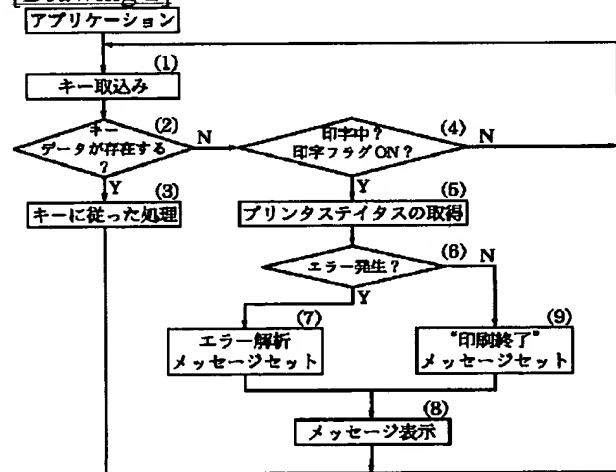 アプリケーション
(1)
キー取込み
キー
(2)
データが存在する
?
N
Y
印字中?
(4)
N
印字フラグON?
Y
(3)
キーに従った処理
(5)
プリンタステイタスの取得
(6)
エラー発生?
N
Y
(7)
エラー解析
メッセージセット
(9)
"印刷終了"
メッセージセット
(8)
メッセージ表示